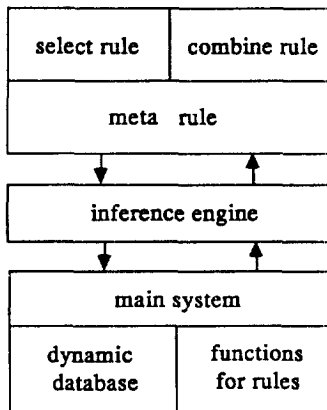 select rule
combine rule
meta rule
inference engine
main system
dynamic
database
functions
for rules